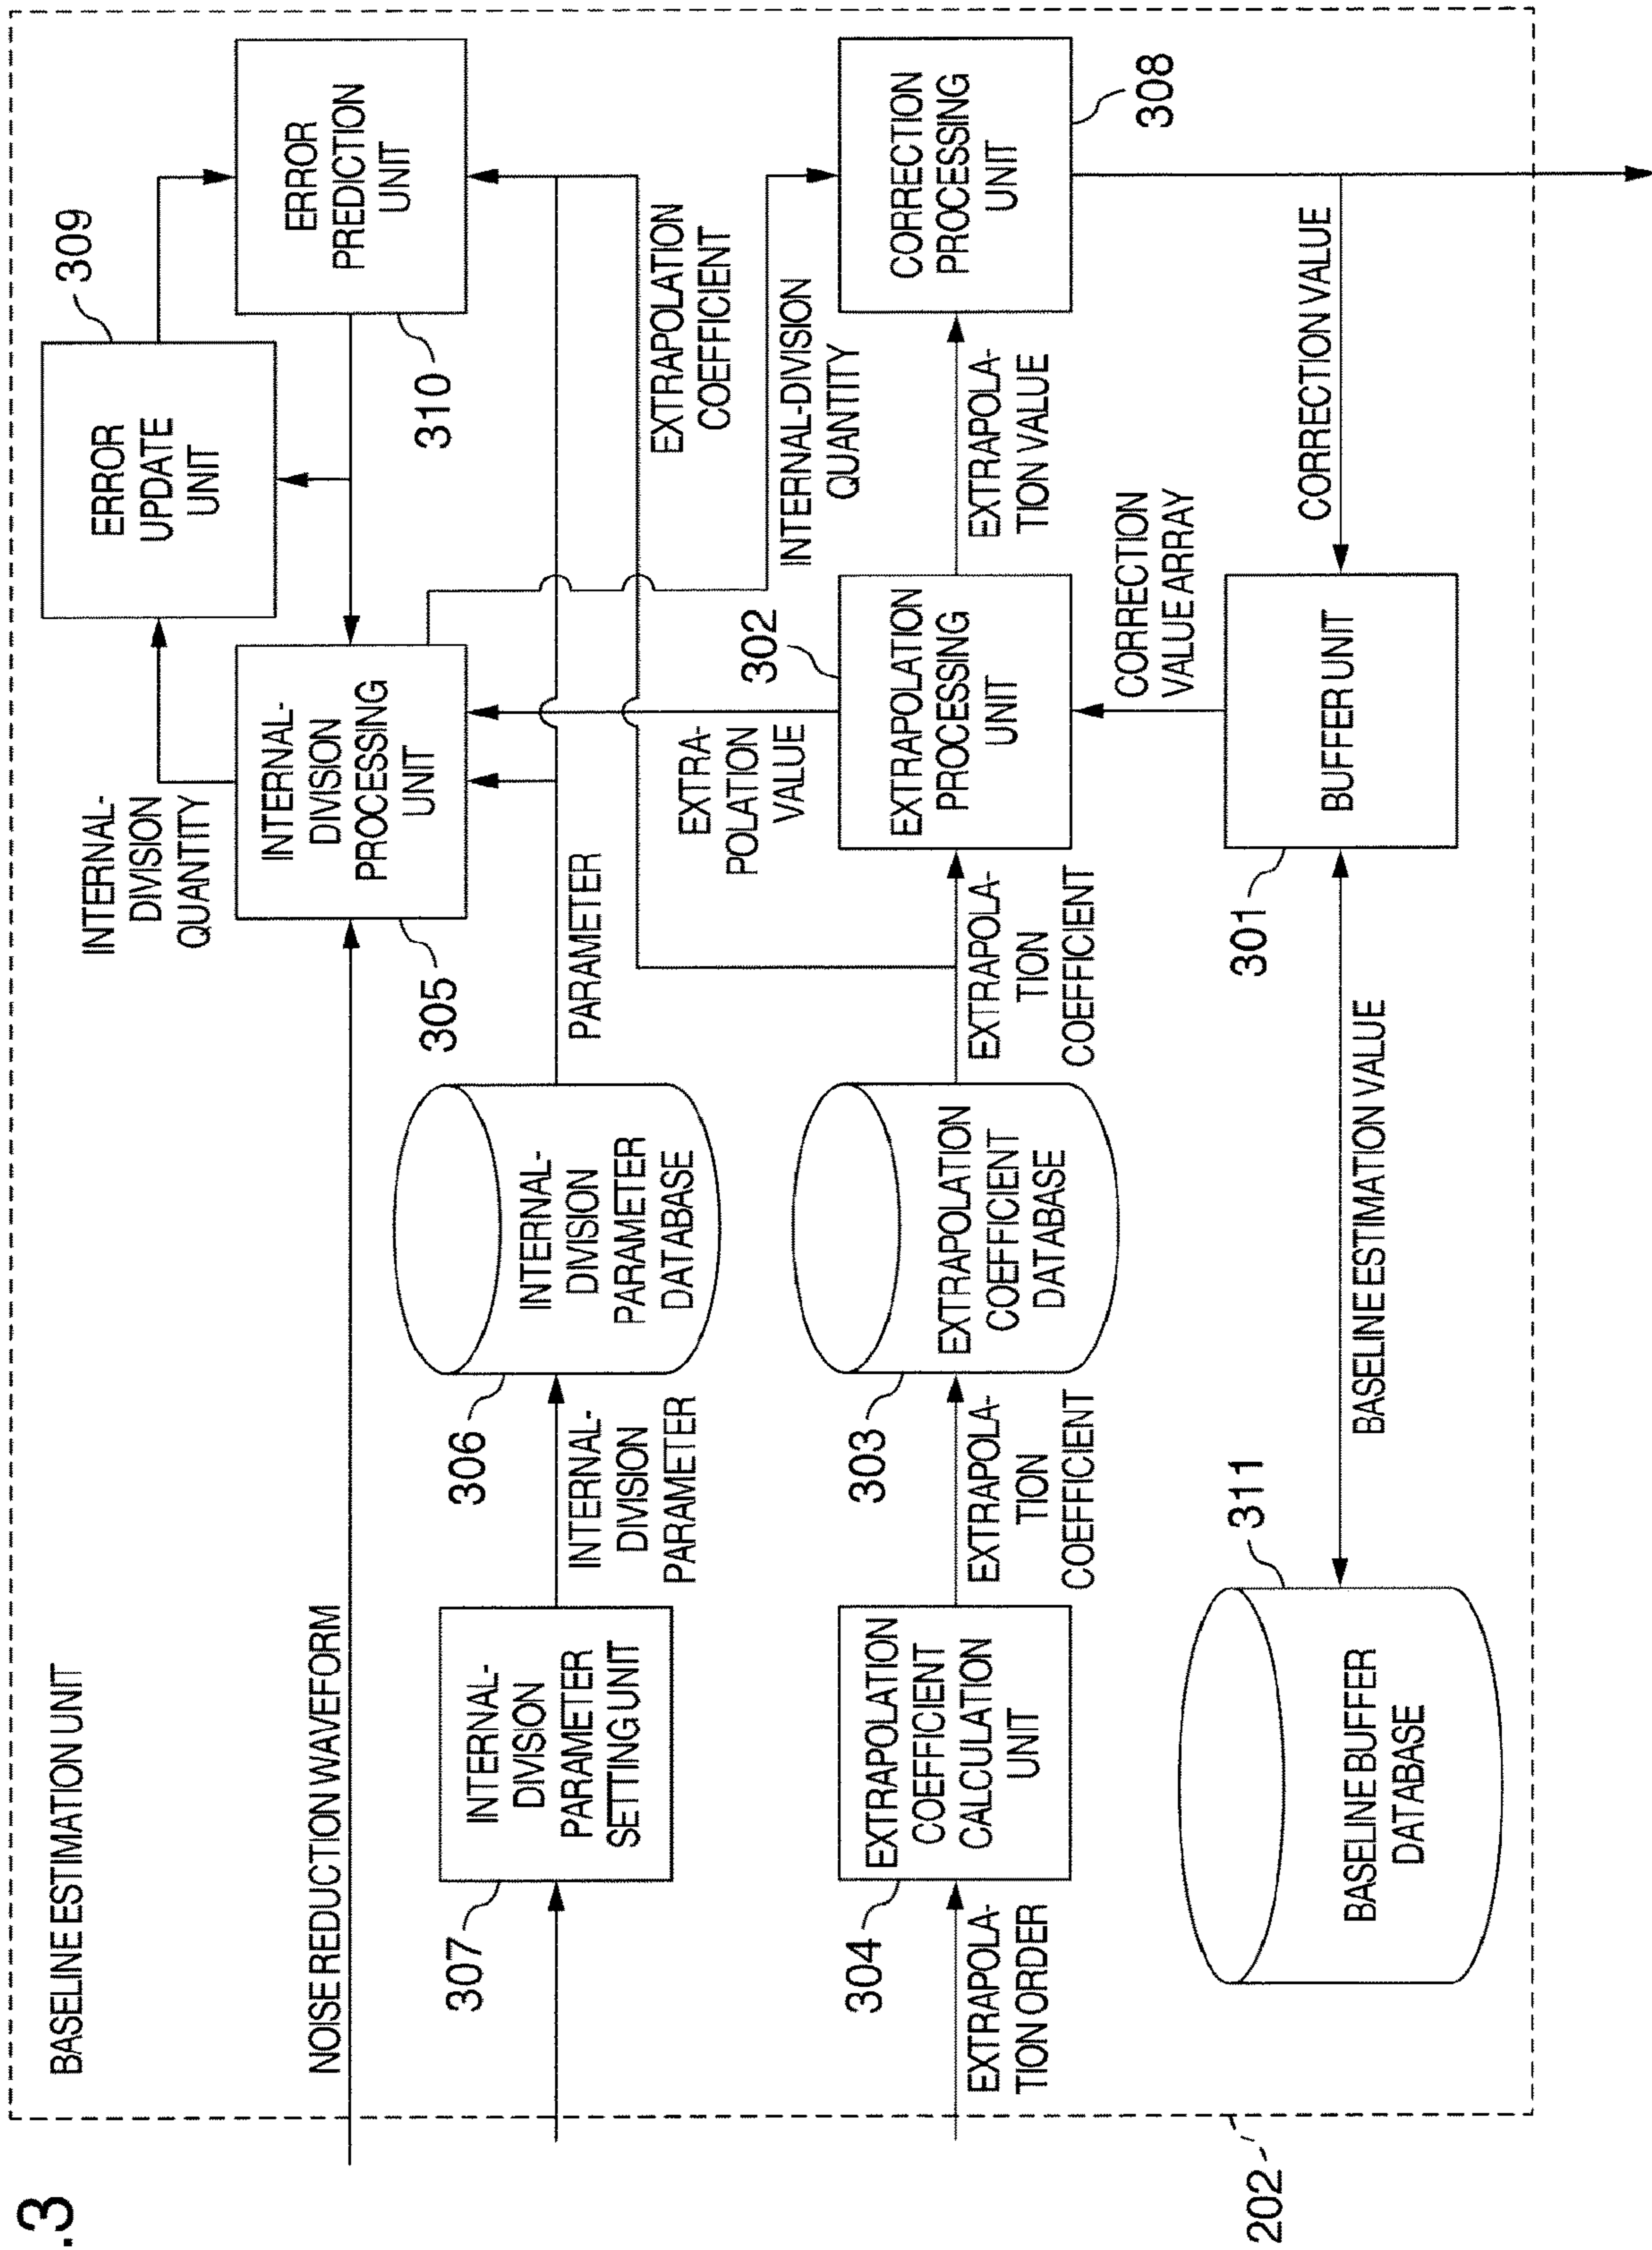 .3
BASELINE ESTIMATION UNIT
NOISE REDUCTION WAVEFORM
INTERNAL-
DIVISION
QUANTITY
ERROR
UPDATE
UNIT
309
ERROR
PREDICTION
UNIT
310
INTERNAL-
DIVISION
PROCESSING
UNIT
305
307
INTERNAL-
DIVISION
PARAMETER
SETTING UNIT
INTERNAL-
DIVISION
PARAMETER
306
INTERNAL-
DIVISION
PARAMETER
DATABASE
PARAMETER
EXTRAPOLATION
COEFFICIENT
INTERNAL-DIVISION
QUANTITY
EXTRA-
POLATION
VALUE
EXTRAPOLA-
TION ORDER
304
EXTRAPOLATION
COEFFICIENT
CALCULATION
UNIT
EXTRAPOLA-
TION
COEFFICIENT
303
EXTRAPOLATION
COEFFICIENT
DATABASE
EXTRAPOLA-
TION
COEFFICIENT
302
EXTRAPOLATION
PROCESSING
UNIT
EXTRAPOLA-
TION VALUE
CORRECTION
PROCESSING
UNIT
308
CORRECTION
VALUE ARRAY
311
BASELINE BUFFER
DATABASE
BASELINE ESTIMATION VALUE
301
BUFFER UNIT
CORRECTION VALUE
202